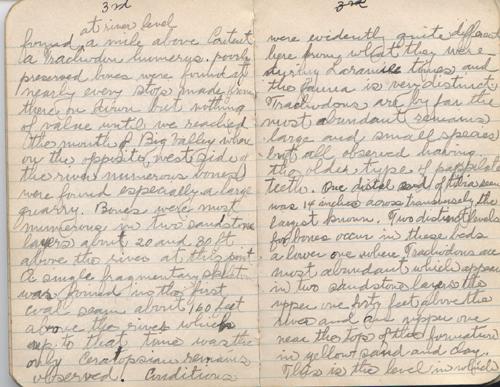 3rd
at river level
found a mile above Contact
a Trachodon humerus. poorly
preserved bones were found at
nearly every stop made from
there on down but nothing
of value until we reached
the mouth of Big Valley where
on the opposite, west side of
the river numerous bones
were found especially a large
quarry. Bones were most
numerous in two sandstone
layers about 20 and 30 ft
above the river at this point
A single fragmentary skeleton
was found in the first
coal seam about 160 feet
above the river which
up to that time was the
only Ceratopsian remains
observed. Conditions
3rd
were evidently quite different
here from what they were
during Laramie times and
the fauna is very distinct.
Trachodons are by far the
most abundant remains
large and small species
but all observed having
the older type of papillate
teeth. One distal end of
was 14 inches across transversely the
largest known. Two distinct levels
for bones occur in these beds
a lower one where Trachodons are
most abundant which appear
in two sandstone layers the
upper one forty feet above the
river and an upper one
near the top of the formation
in yellow sand and clay.
This is the level in which